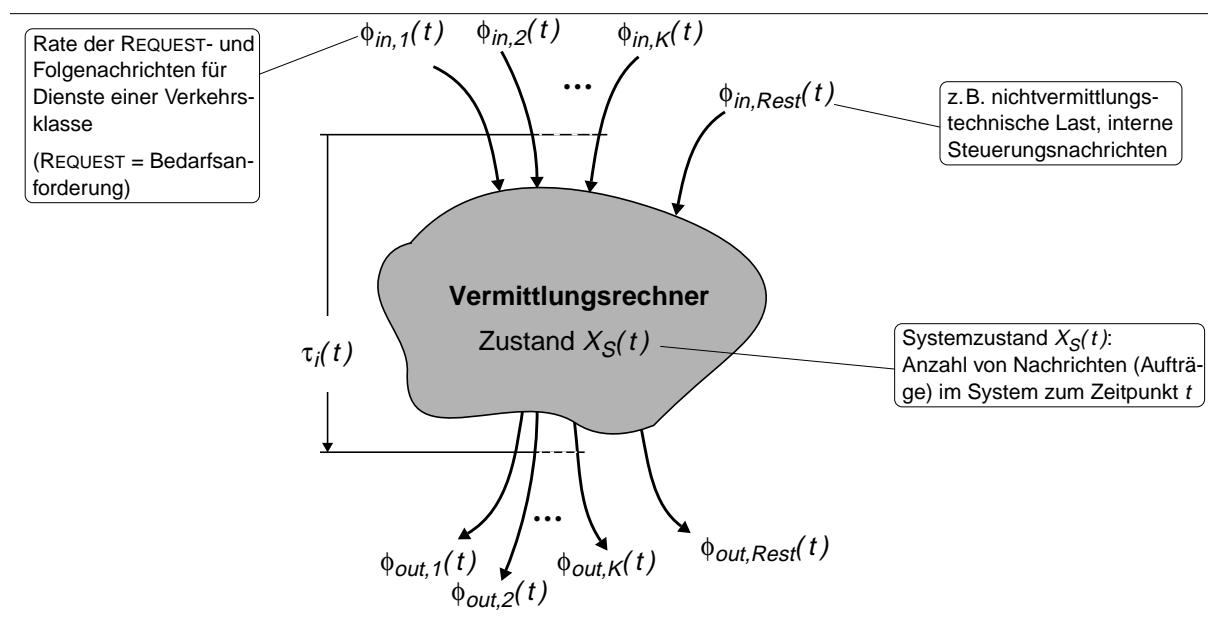 Rate der REQUEST- und
Folgenachrichten für
Dienste einer Verkehrs-
klasse
(REQUEST = Bedarfsan-
forderung)
ϕin,1(t)
ϕin,2(t)
...
ϕin,K(t)
ϕin,Rest(t)
z.B. nichtvermittlungs-
technische Last, interne
Steuerungsnachrichten
Vermittlungsrechner
Zustand XS(t)
τi(t)
Systemzustand XS(t):
Anzahl von Nachrichten (Aufträ-
ge) im System zum Zeitpunkt t
...
ϕout,1(t)
ϕout,2(t)
ϕout,K(t)
ϕout,Rest(t)